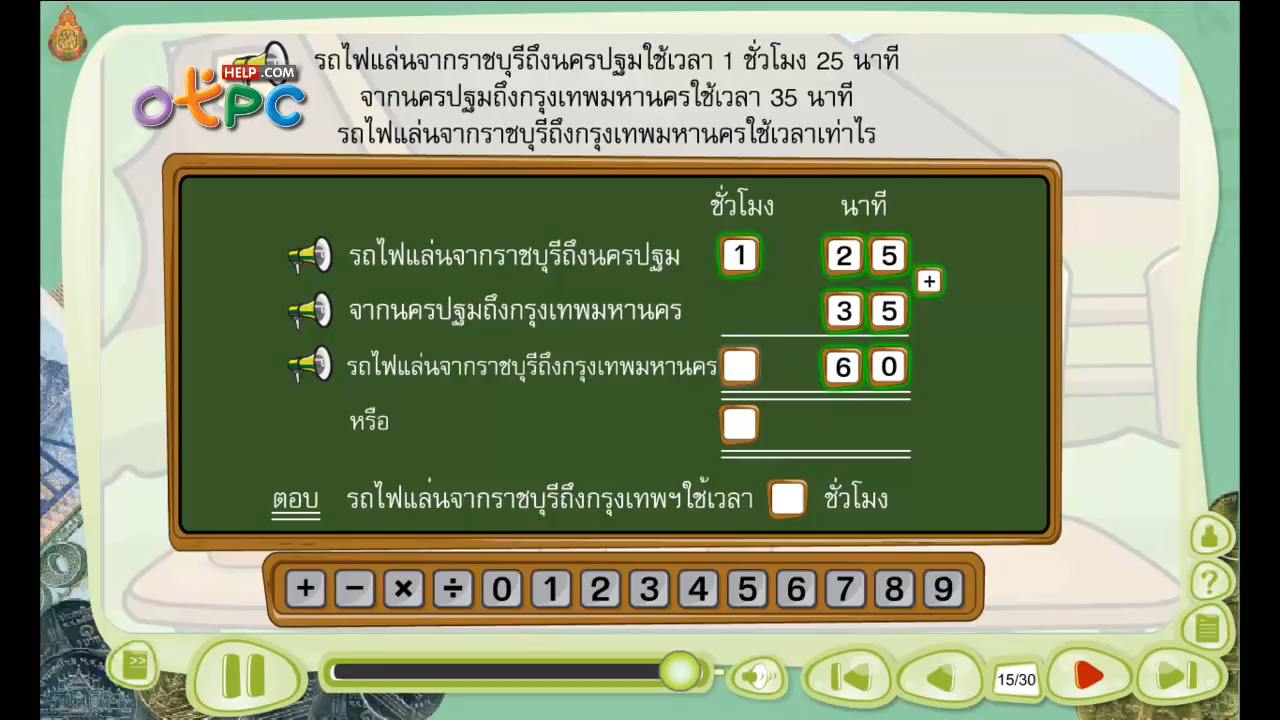 รถไฟแล่นจากราชบุรีถึงนครปฐมใช้เวลา 1 ชั่วโมง 25 นาที
จากนครปฐมถึงกรุงเทพมหานครใช้เวลา 35 นาที
รถไฟแล่นจากราชบุรีถึงกรุงเทพมหานครใช้เวลาเท่าไร
HELP.COM
OTPC
ชั่วโมง นาที
รถไฟแล่นจากราชบุรีถึงนครปฐม 1 2 5
+
จากนครปฐมถึงกรุงเทพมหานคร 3 5
รถไฟแล่นจากราชบุรีถึงกรุงเทพมหานคร 6 0
หรือ
ตอบ รถไฟแล่นจากราชบุรีถึงกรุงเทพฯใช้เวลา ชั่วโมง
+ − × ÷ 0 1 2 3 4 5 6 7 8 9
>> 15/30 ?